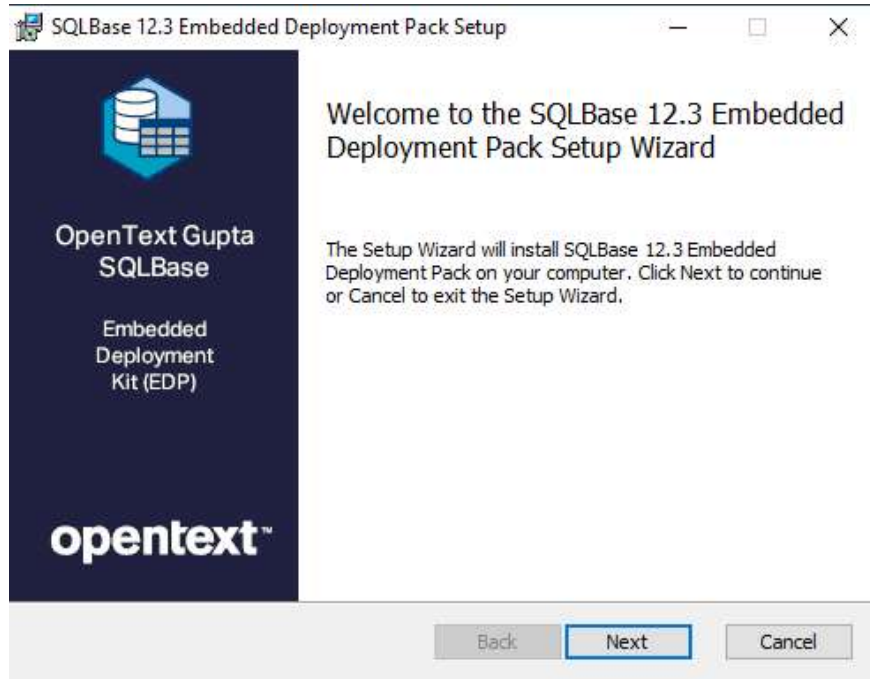 SQLBase 12.3 Embedded Deployment Pack Setup
OpenText Gupta
SQLBase
Embedded
Deployment
Kit (EDP)
opentext™
Welcome to the SQLBase 12.3 Embedded
Deployment Pack Setup Wizard
The Setup Wizard will install SQLBase 12.3 Embedded
Deployment Pack on your computer. Click Next to continue
or Cancel to exit the Setup Wizard.
Back Next Cancel